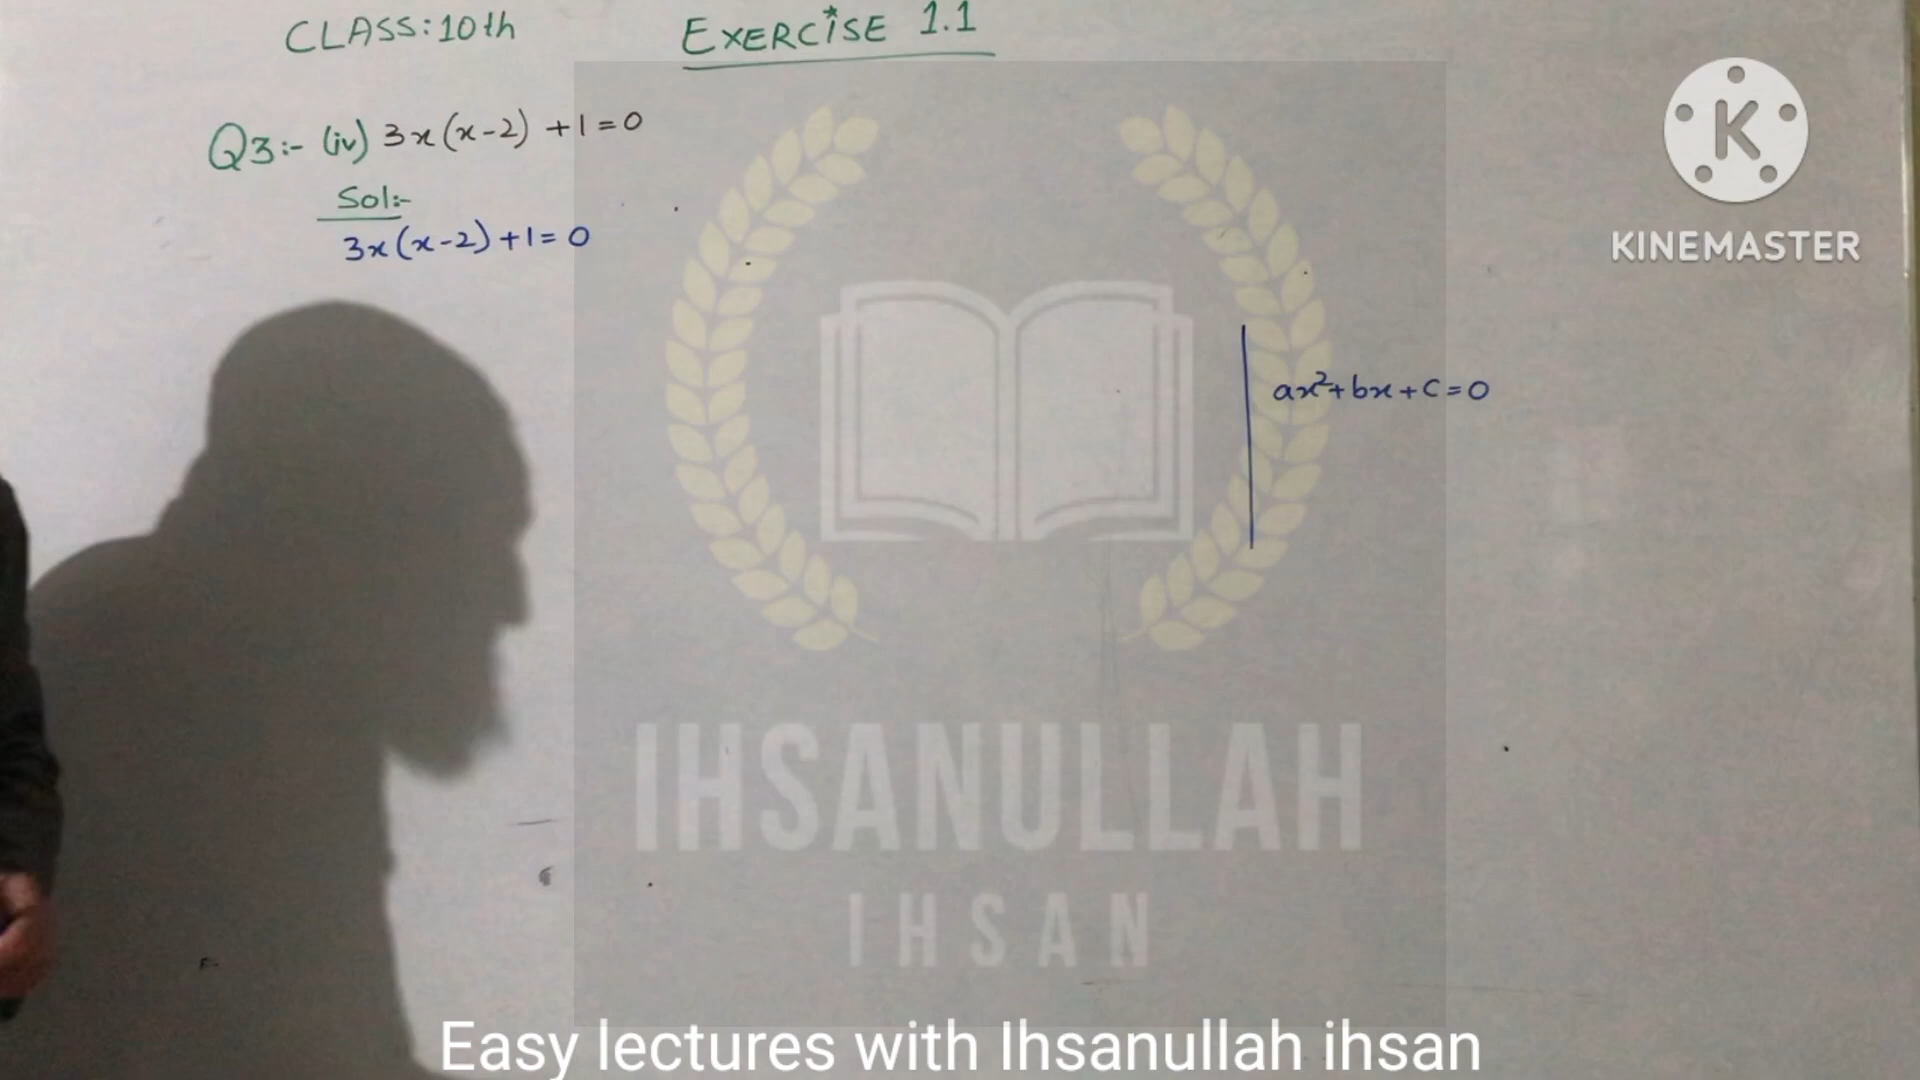 CLASS:10th
EXERCISE 1.1
Q3:- (iv) 3x(x-2) +1=0
Sol:-
3x(x-2)+1=0
ax²+bx+c=0
K
KINEMASTER
IHSANULLAH
IHSAN
Easy lectures with Ihsanullah ihsan